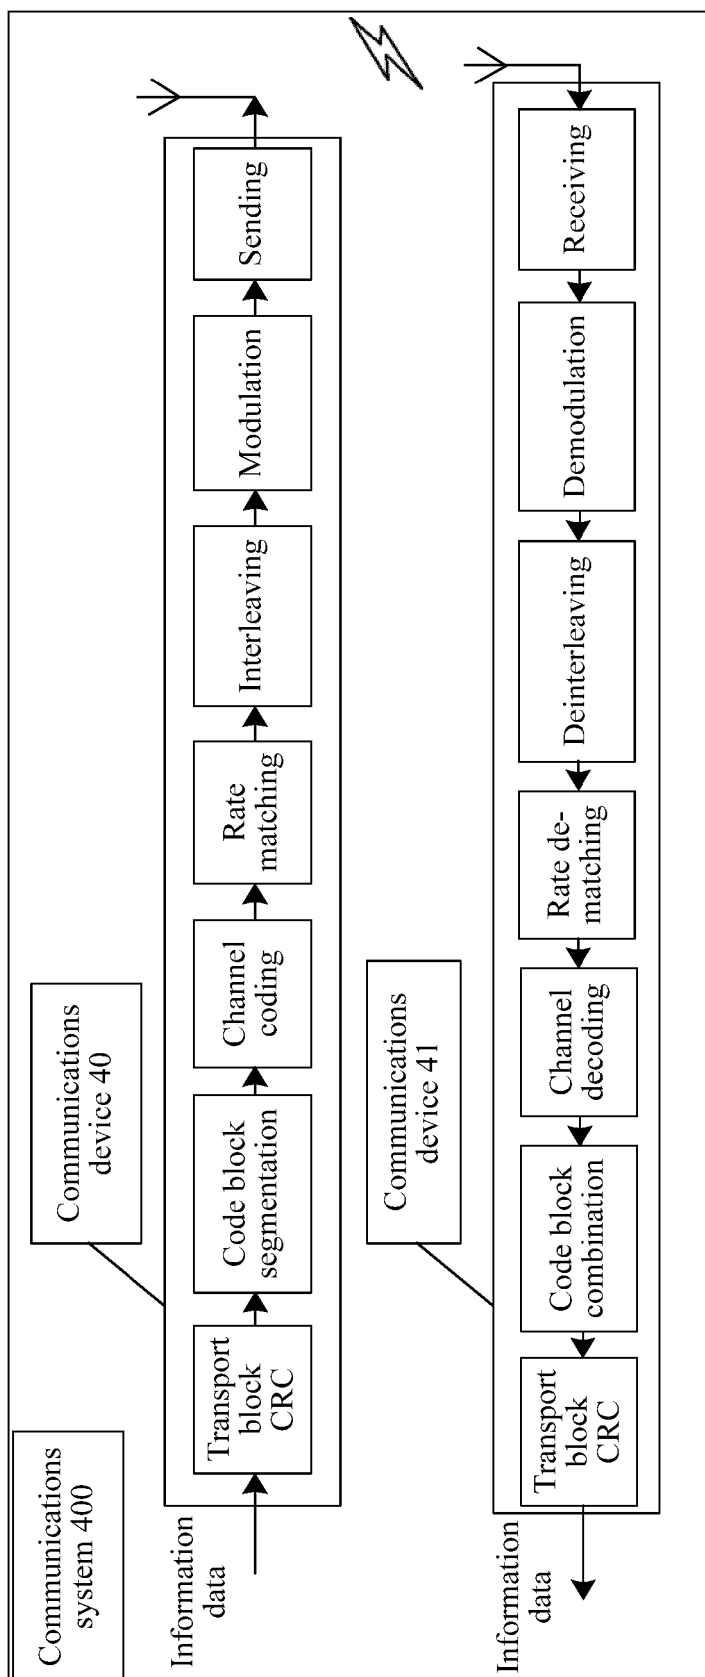 Communications
system 400
Communications
device 40
Information
data
Transport
block
CRC
Code block
segmentation
Channel
coding
Rate
matching
Interleaving
Modulation
Sending
Communications
device 41
Information
data
Transport
block
CRC
Code block
combination
Channel
decoding
Rate de-
matching
Deinterleaving
Demodulation
Receiving